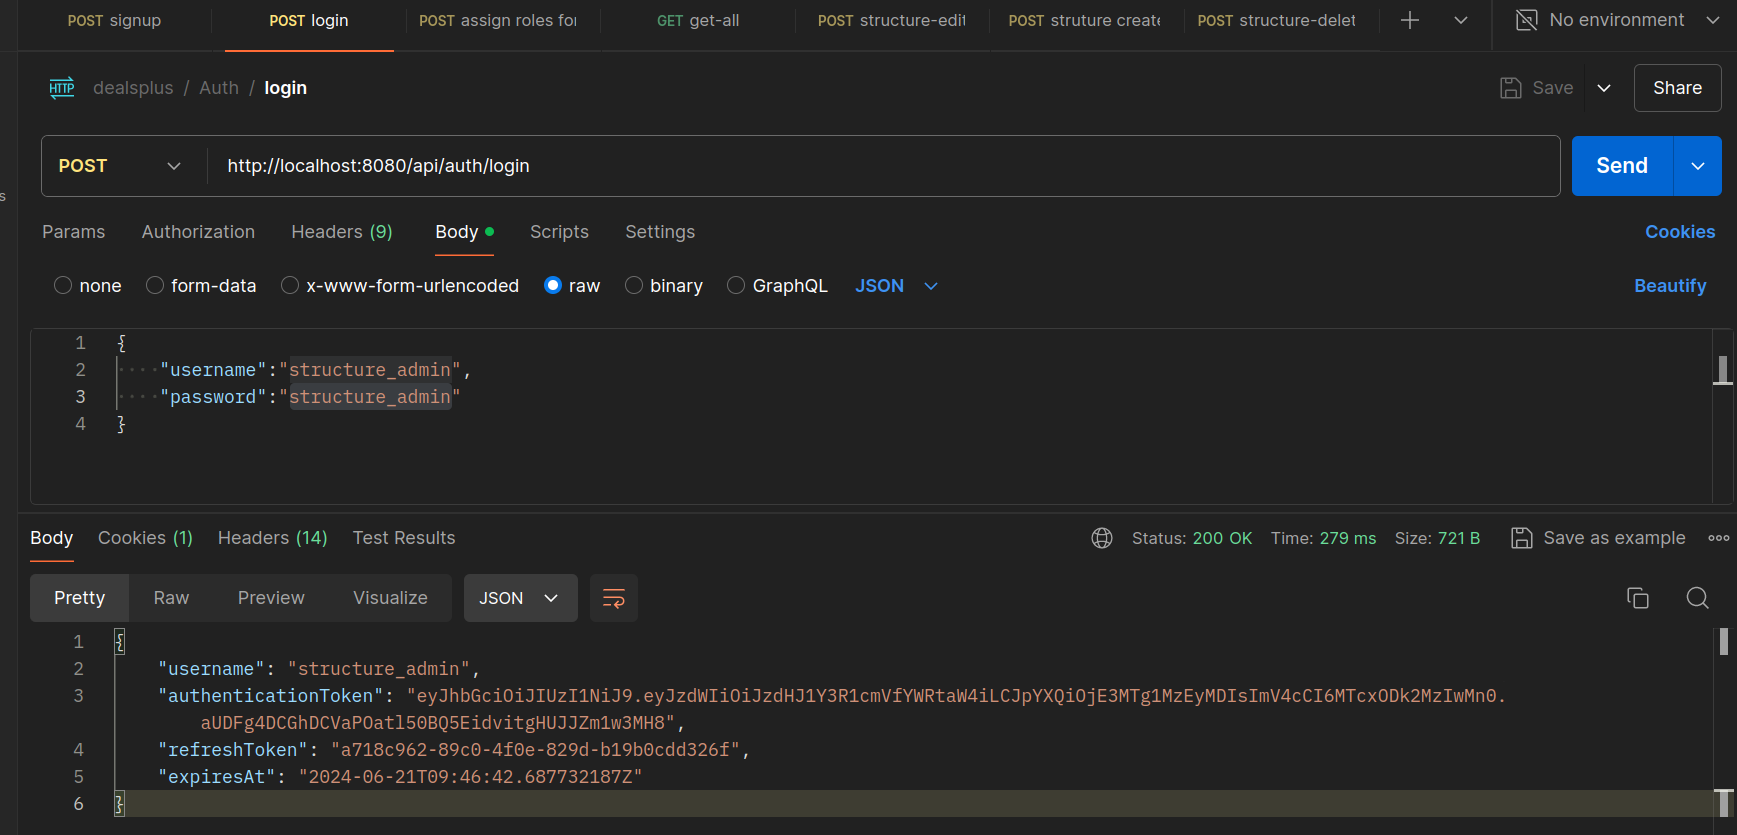 POST signup POST login POST assign roles for GET get-all POST structure-edit POST struture create POST structure-delet No environment
HTTP dealsplus / Auth / login Save Share
POST http://localhost:8080/api/auth/login Send
s
Params Authorization Headers (9) Body Scripts Settings Cookies
none form-data x-www-form-urlencoded raw binary GraphQL JSON Beautify
1 {
2 "username":"structure_admin",
3 "password":"structure_admin"
4 }
Body Cookies (1) Headers (14) Test Results Status: 200 OK Time: 279 ms Size: 721 B Save as example
Pretty Raw Preview Visualize JSON
1 {
2 "username": "structure_admin",
3 "authenticationToken": "eyJhbGciOiJIUzI1NiJ9.eyJzdWIiOiJzdHJ1Y3R1cmVfYWRtaW4iLCJpYXQiOjE3MTg1MzEyMDIsImV4cCI6MTcxODk2MzIwMn0.
aUDFg4DCGhDCVaPOatl50BQ5EidvitgHUJJZm1w3MH8",
4 "refreshToken": "a718c962-89c0-4f0e-829d-b19b0cdd326f",
5 "expiresAt": "2024-06-21T09:46:42.687732187Z"
6 }